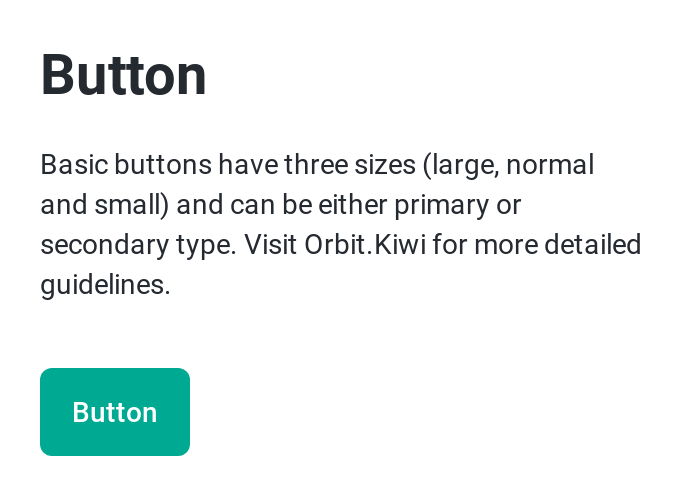 Button
Basic buttons have three sizes (large, normal
and small) and can be either primary or
secondary type. Visit Orbit.Kiwi for more detailed
guidelines.
Button